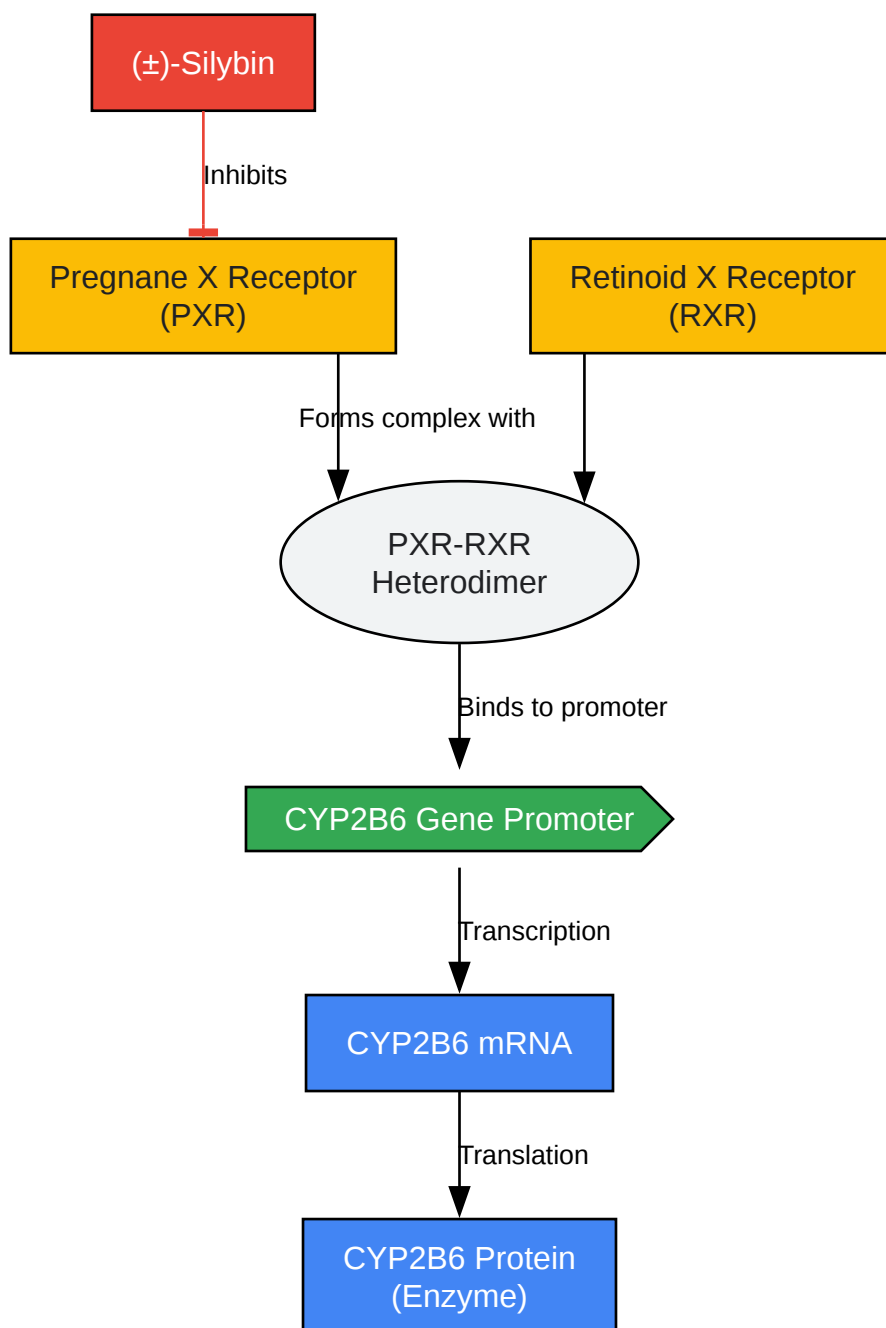 (±)-Silybin
Inhibits
Pregnane X Receptor
(PXR)
Retinoid X Receptor
(RXR)
Forms complex with
PXR-RXR
Heterodimer
Binds to promoter
CYP2B6 Gene Promoter
Transcription
CYP2B6 mRNA
Translation
CYP2B6 Protein
(Enzyme)